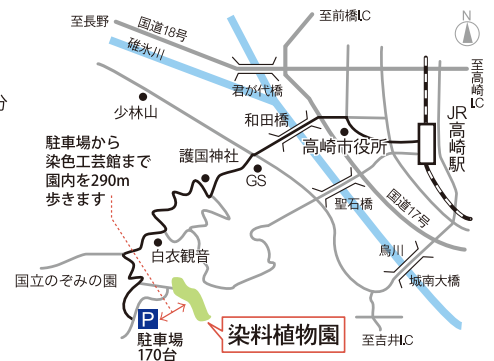 至長野
国道18号
至前橋I.C
N
碓氷川
君が代橋
至高崎I.C
分
少林山
和田橋
JR高崎駅
駐車場から
染色工芸館まで
園内を290m
歩きます
護国神社
高崎市役所
GS
聖石橋
国道17号
白衣観音
烏川
国立のぞみの園
城南大橋
P
駐車場
170台
染料植物園
至吉井I.C